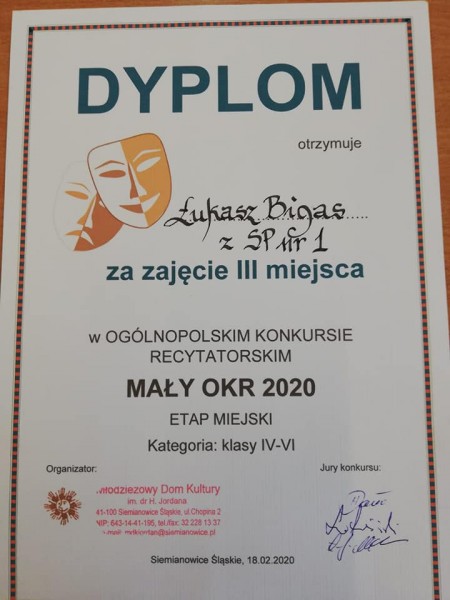 DYPLOM
otrzymuje
Łukasz Bigas
z SP nr 1
za zajęcie III miejsca
w OGÓLNOPOLSKIM KONKURSIE
RECYTATORSKIM
MAŁY OKR 2020
ETAP MIEJSKI
Kategoria: klasy IV-VI
Organizator:
Jury konkursu:
Młodzieżowy Dom Kultury
im. dr H. Jordana
41-100 Siemianowice Śląskie, ul.Chopina 2
NIP: 643-14-41-195, tel./fax: 32 228 13 37
Siemianowice Śląskie, 18.02.2020